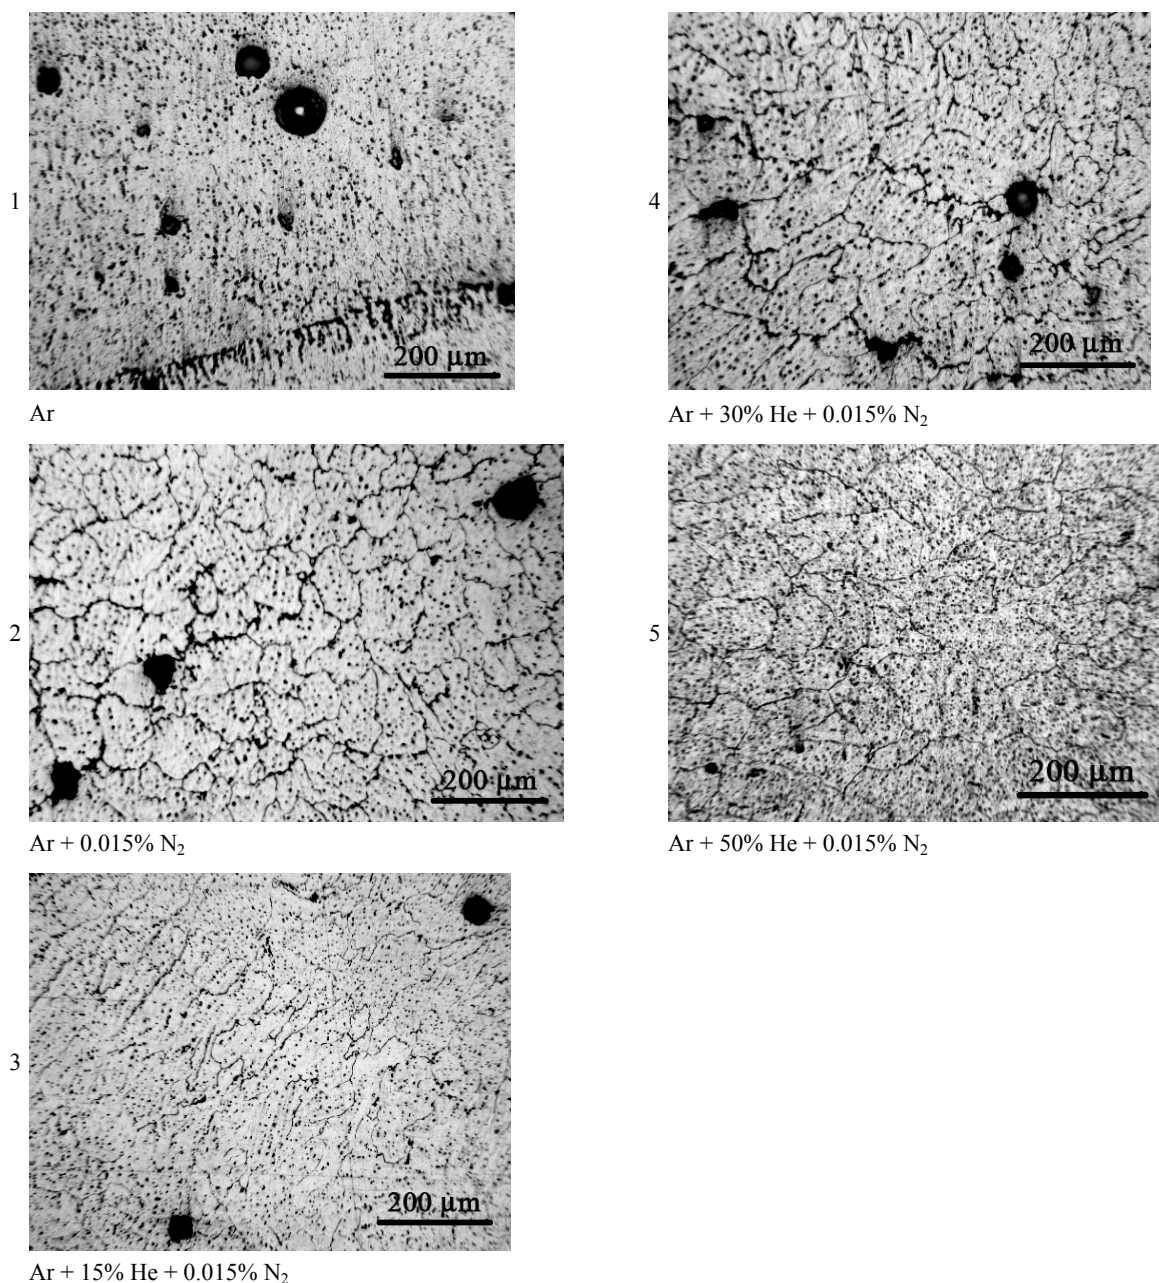 1
200 μm
Ar
2
200 μm
Ar + 0.015% N₂
3
200 μm
Ar + 15% He + 0.015% N₂
4
200 μm
Ar + 30% He + 0.015% N₂
5
200 μm
Ar + 50% He + 0.015% N₂